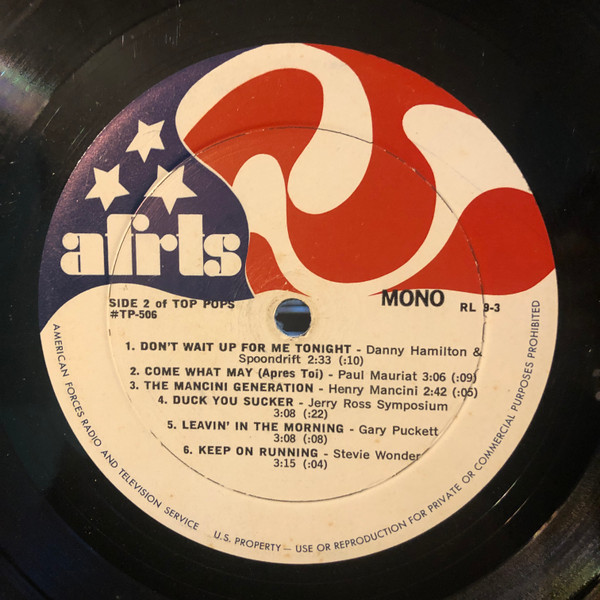 afrts
SIDE 2 of TOP POPS
#TP-506
MONO
RL 9-3
1. DON'T WAIT UP FOR ME TONIGHT - Danny Hamilton &
Spoondrift 2:33 (:10)
2. COME WHAT MAY (Apres Toi) - Paul Mauriat 3:06 (:09)
3. THE MANCINI GENERATION - Henry Mancini 2:42 (:05)
4. DUCK YOU SUCKER - Jerry Ross Symposium
3:08 (:22)
5. LEAVIN' IN THE MORNING - Gary Puckett
3:08 (:08)
6. KEEP ON RUNNING - Stevie Wonder
3:15 (:04)
AMERICAN FORCES RADIO AND TELEVISION SERVICE
U.S. PROPERTY — USE OR REPRODUCTION FOR PRIVATE OR COMMERCIAL PURPOSES PROHIBITED